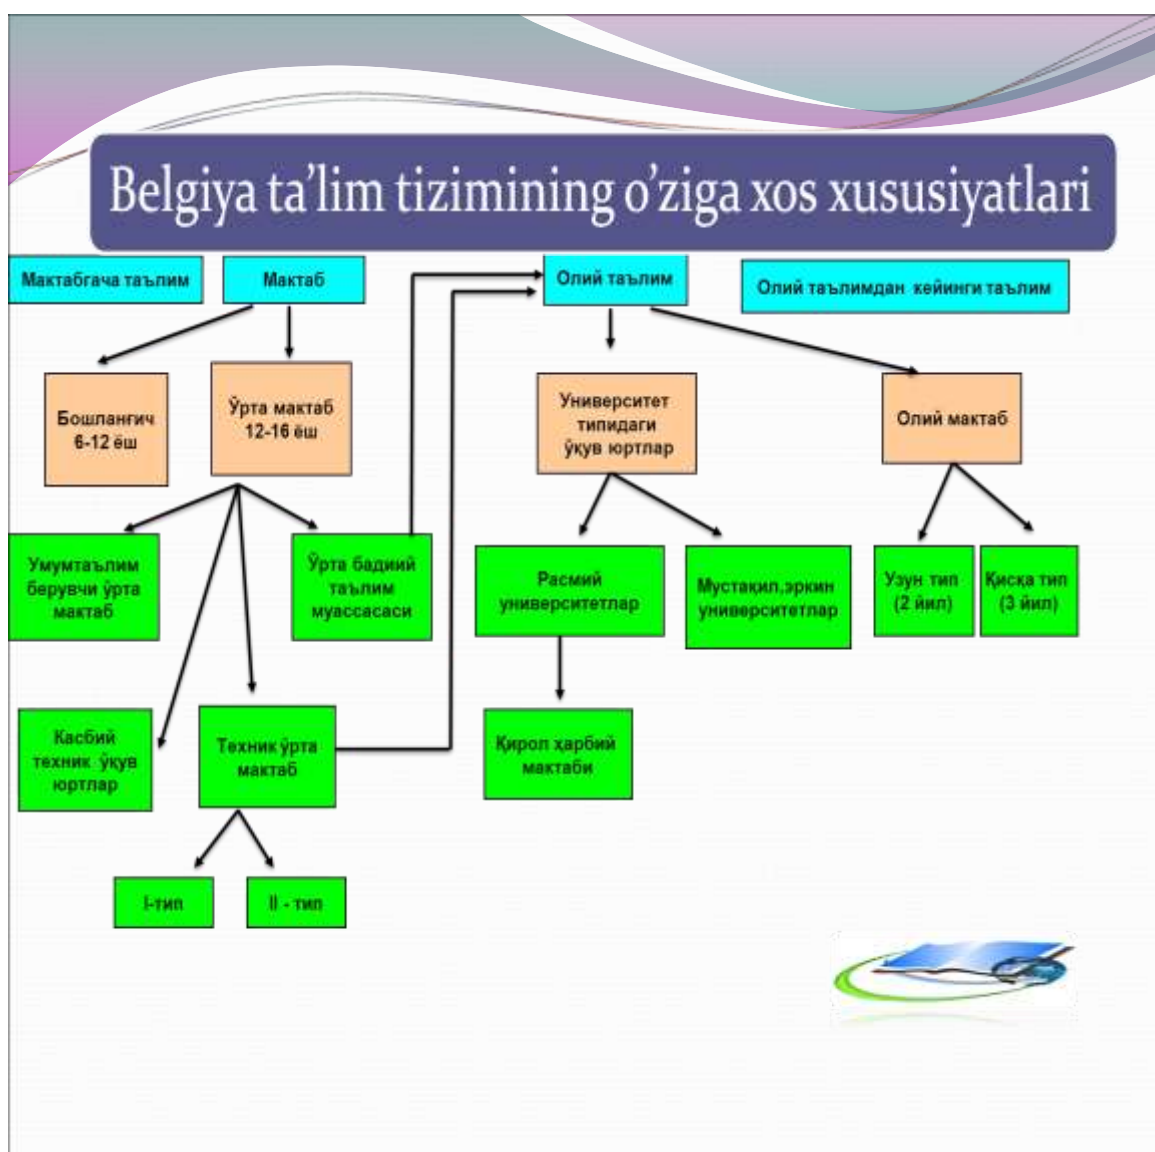 Belgiya ta’lim tizimining o’ziga xos xususiyatlari
Мактабгача таълим
Мактаб
Олий таълим
Олий таълимдан кейинги таълим
Бошланғич
6-12 ёш
Ўрта мактаб
12-16 ёш
Университет
типидаги
ўқув юртлар
Олий мактаб
Умумтаълим
берувчи ўрта
мактаб
Ўрта бадиий
таълим
муассасаси
Расмий
университетлар
Мустақил,эркин
университетлар
Узун тип
(2 йил)
Қисқа тип
(3 йил)
Касбий
техник ўқув
юртлар
Техник ўрта
мактаб
Қирол ҳарбий
мактаби
I-тип
II - тип